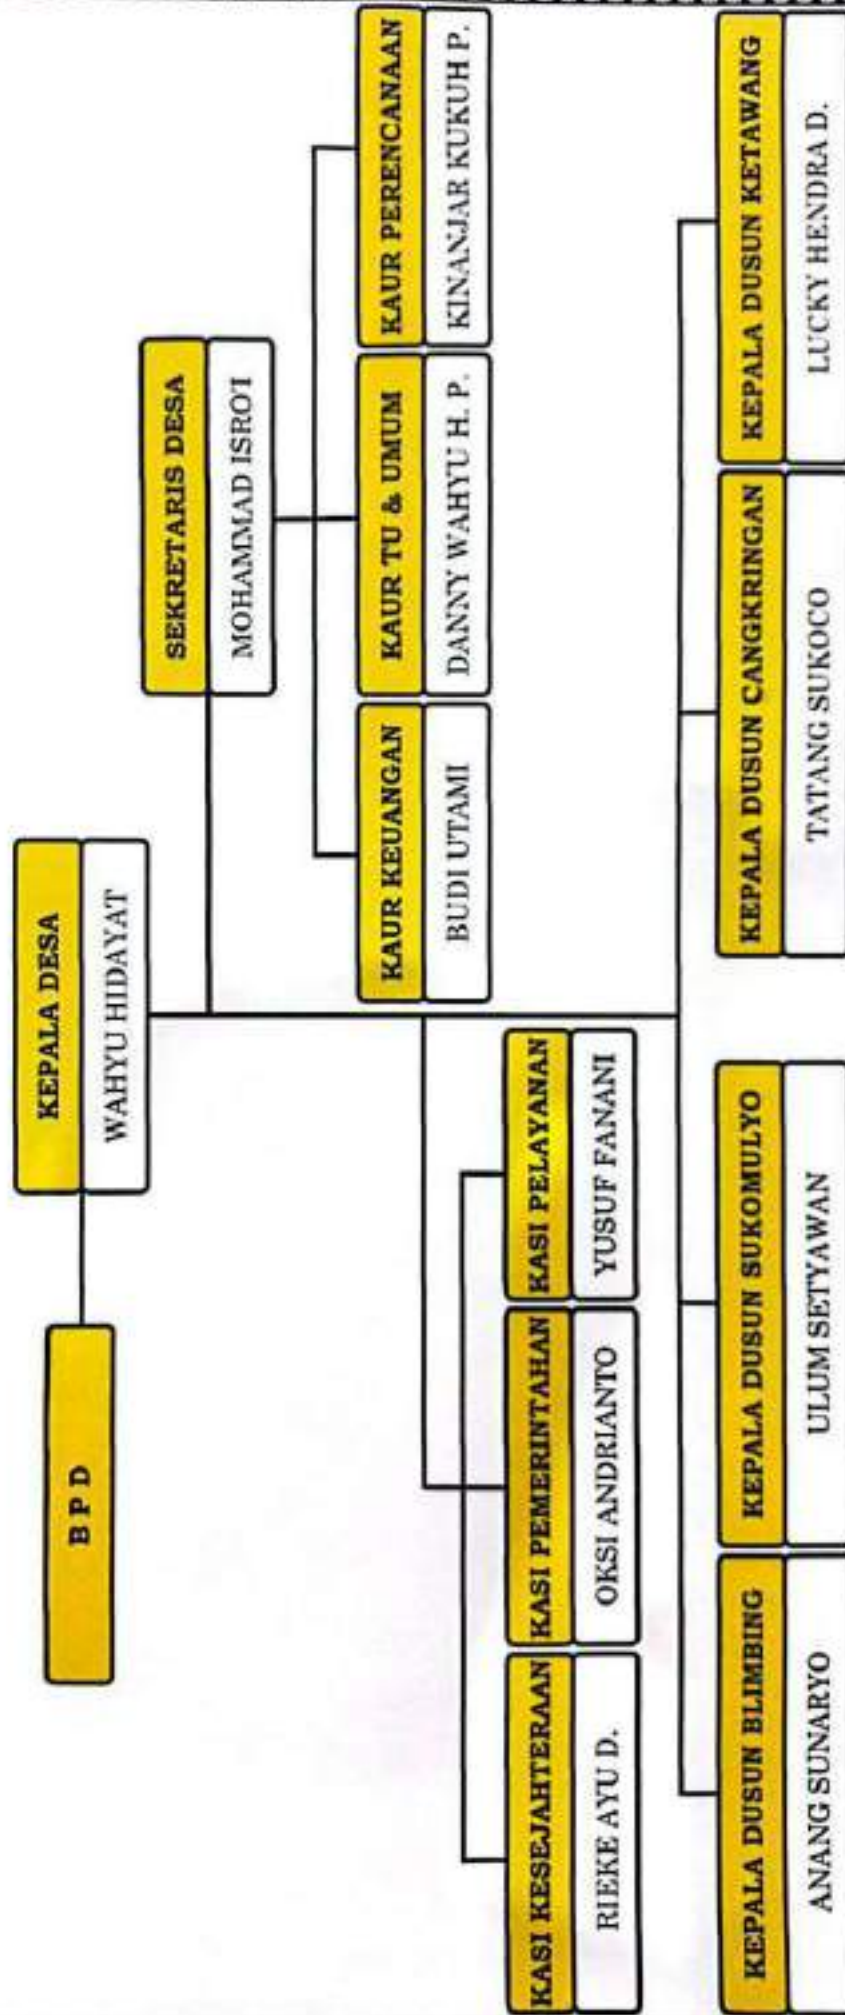 KEPALA DESA
WAHYU HIDAYAT
B P D
SEKRETARIS DESA
MOHAMMAD ISRO'I
KAUR KEUANGAN
BUDI UTAMI
KAUR TU & UMUM
DANNY WAHYU H. P.
KAUR PERENCANAAN
KINANJAR KUKUH P.
KASI KESEJAHTERAAN
RIEKE AYU D.
KASI PEMERINTAHAN
OKSI ANDRIANTO
KASI PELAYANAN
YUSUF FANANI
KEPALA DUSUN BLIMBING
ANANG SUNARYO
KEPALA DUSUN SUKOMULYO
ULUM SETYAWAN
KEPALA DUSUN CANGKRINGAN
TATANG SUKOCO
KEPALA DUSUN KETAWANG
LUCKY HENDRA D.